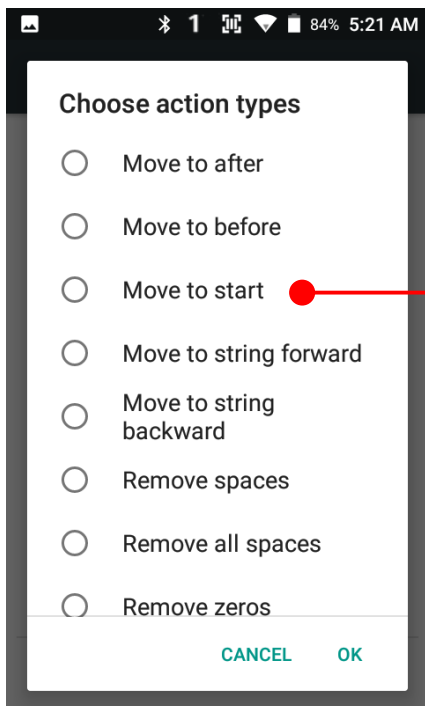 1 84% 5:21 AM
Choose action types
Move to after
Move to before
Move to start
Move to string forward
Move to string
backward
Remove spaces
Remove all spaces
Remove zeros
CANCEL OK